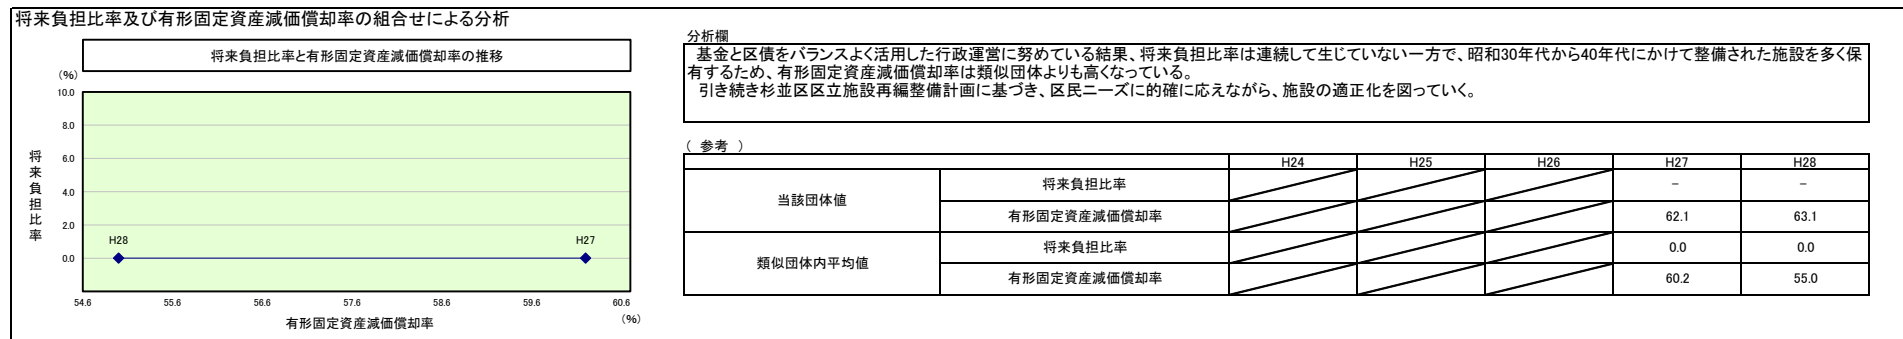 将来負担比率及び有形固定資産減価償却率の組合せによる分析
将来負担比率と有形固定資産減価償却率の推移
(%)
10.0
8.0
6.0
4.0
2.0
0.0
将来負担比率
H28
H27
54.6 55.6 56.6 57.6 58.6 59.6 60.6
有形固定資産減価償却率
(%)
分析欄
基金と区債をバランスよく活用した行政運営に努めている結果、将来負担比率は連続して生じていない一方で、昭和30年代から40年代にかけて整備された施設を多く保
有するため、有形固定資産減価償却率は類似団体よりも高くなっている。
引き続き杉並区区立施設再編整備計画に基づき、区民ニーズに的確に応えながら、施設の適正化を図っていく。
( 参考 )
H24 H25 H26 H27 H28
当該団体値
将来負担比率 - -
有形固定資産減価償却率 62.1 63.1
類似団体内平均値
将来負担比率 0.0 0.0
有形固定資産減価償却率 60.2 55.0